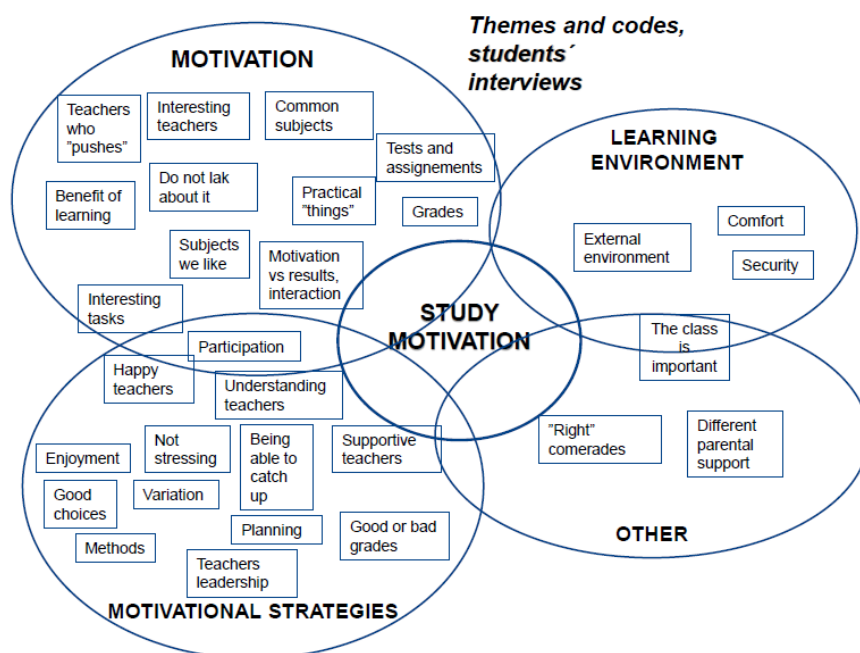 Themes and codes,
students´
interviews
MOTIVATION
Teachers
who
"pushes"
Interesting
teachers
Common
subjects
Tests and
assignements
Benefit of
learning
Do not lak
about it
Practical
"things"
Grades
Subjects
we like
Motivation
vs results,
interaction
Interesting
tasks
LEARNING
ENVIRONMENT
External
environment
Comfort
Security
STUDY
MOTIVATION
The class
is
important
Participation
Happy
teachers
Understanding
teachers
Enjoyment
Not
stressing
Being
able to
catch
up
Supportive
teachers
Good
choices
Variation
Planning
Good or bad
grades
Methods
Teachers
leadership
MOTIVATIONAL STRATEGIES
"Right"
comerades
Different
parental
support
OTHER